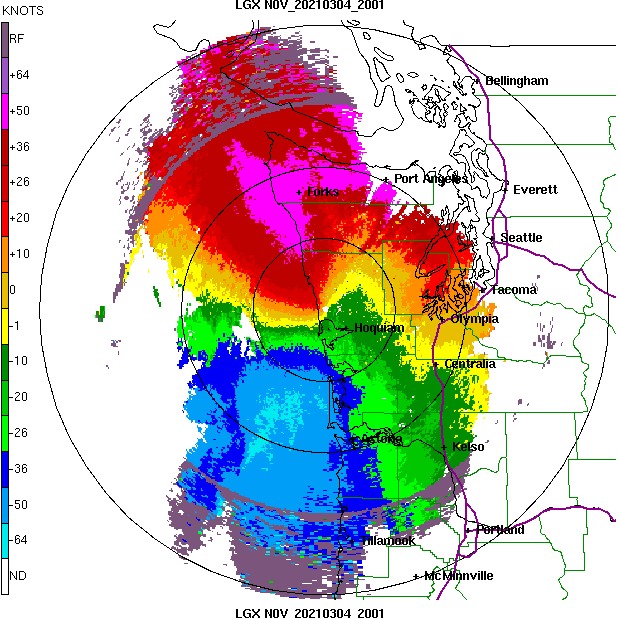 LGX N0V_20210304_2001
KNOTS
RF
+64
+50
+36
+26
+20
+10
0
-1
-10
-20
-26
-36
-50
-64
ND
Bellingham
Port Angeles
Forks
Everett
Seattle
Tacoma
Olympia
Hoquiam
Centralia
Astoria
Kelso
Portland
Tillamook
McMinnville
LGX N0V_20210304_2001